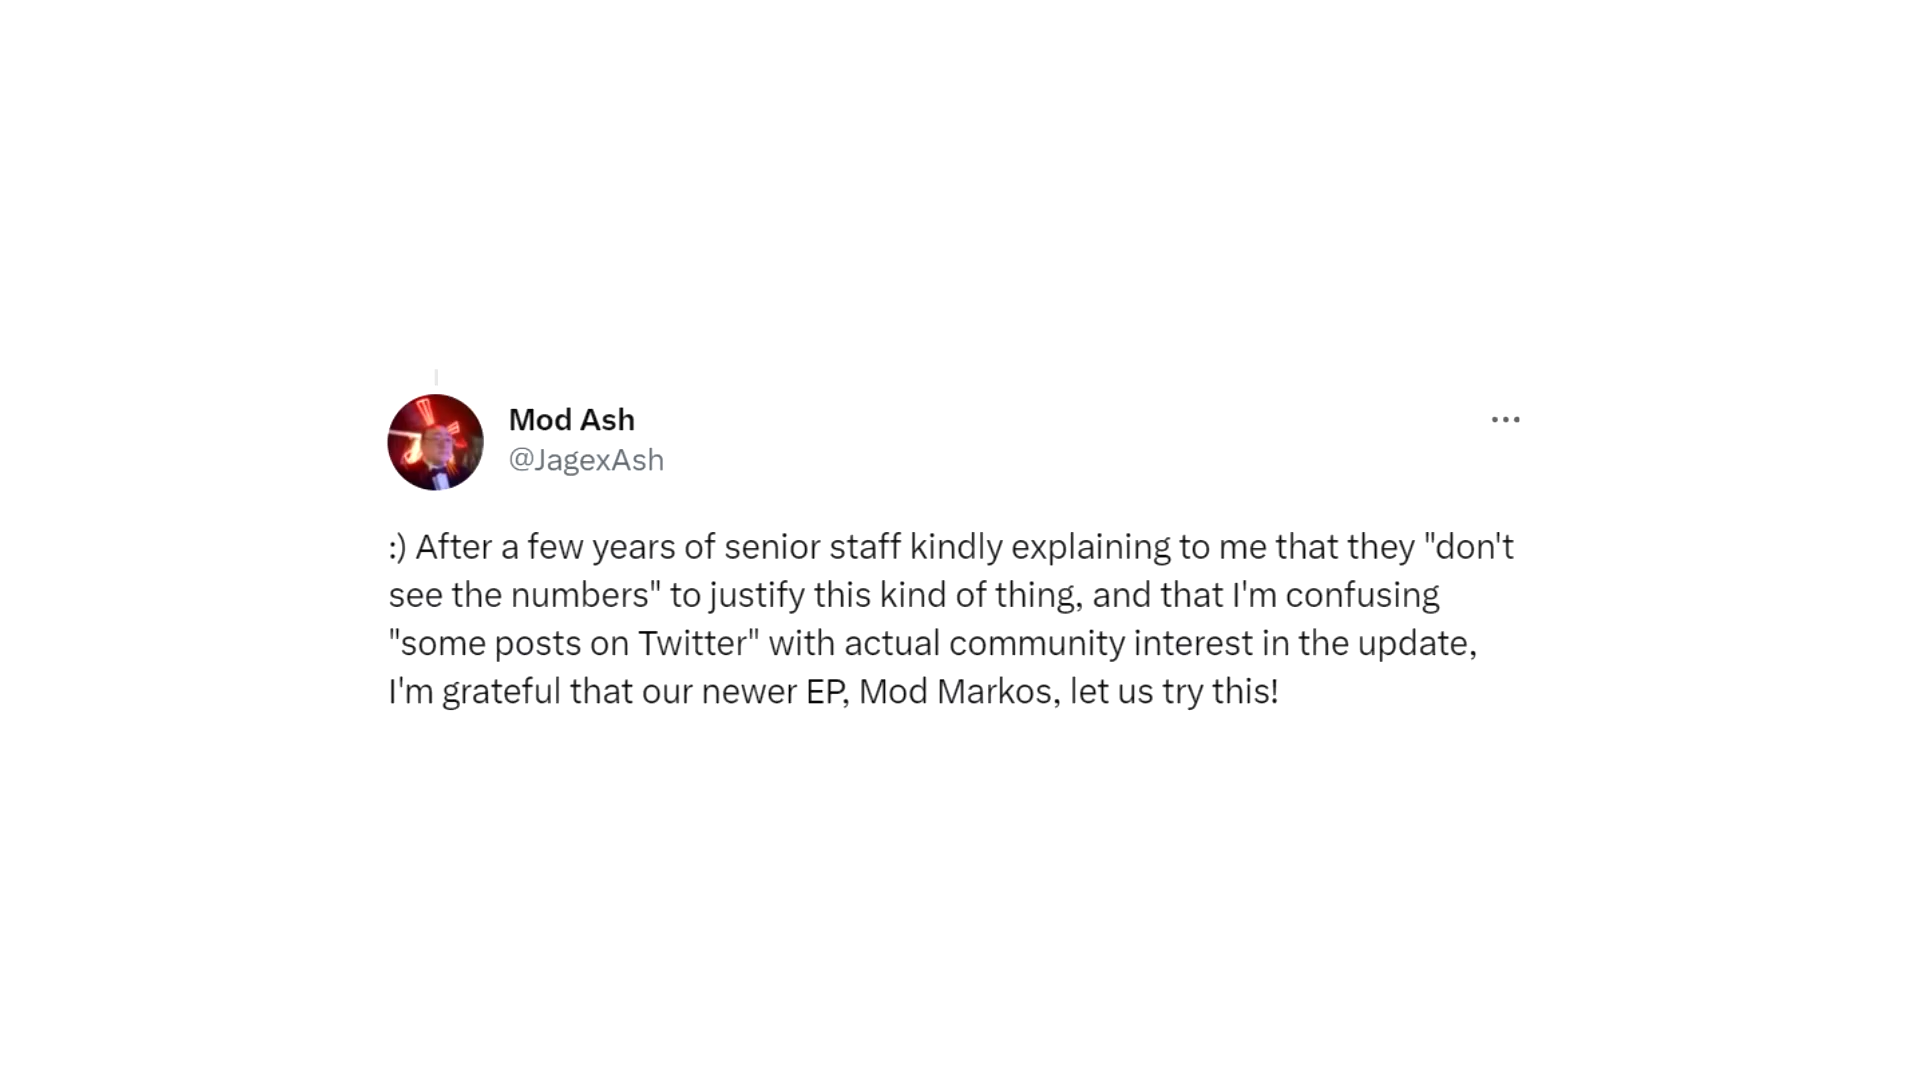 Mod Ash
@JagexAsh
:) After a few years of senior staff kindly explaining to me that they "don't
see the numbers" to justify this kind of thing, and that I'm confusing
"some posts on Twitter" with actual community interest in the update,
I'm grateful that our newer EP, Mod Markos, let us try this!